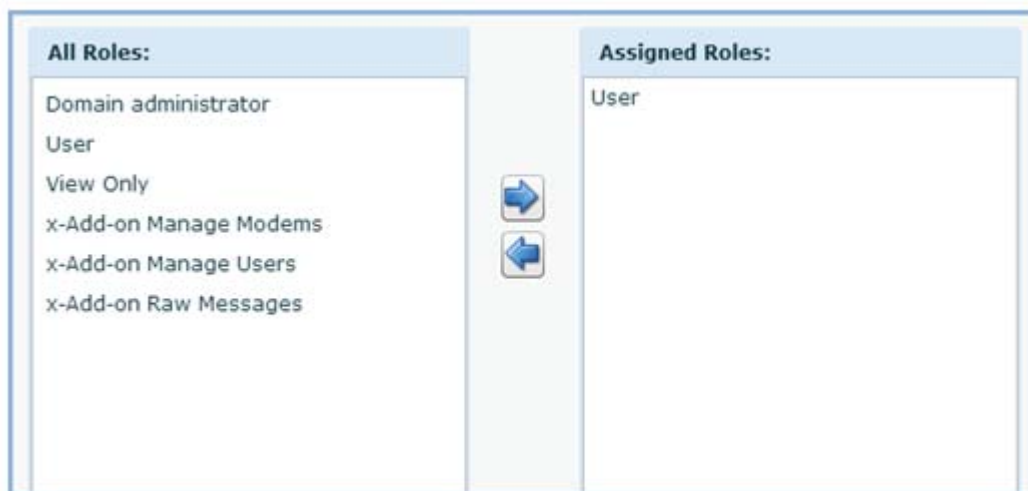 All Roles:
Domain administrator
User
View Only
x-Add-on Manage Modems
x-Add-on Manage Users
x-Add-on Raw Messages
Assigned Roles:
User